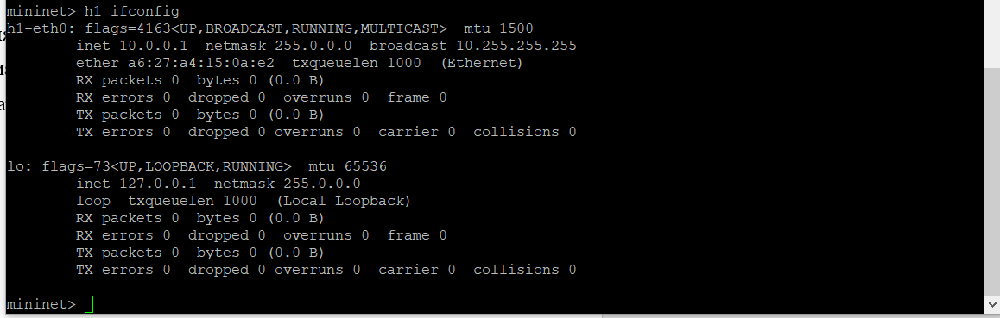 mininet> h1 ifconfig
h1-eth0: flags=4163<UP,BROADCAST,RUNNING,MULTICAST>  mtu 1500
        inet 10.0.0.1  netmask 255.0.0.0  broadcast 10.255.255.255
        ether a6:27:a4:15:0a:e2  txqueuelen 1000  (Ethernet)
        RX packets 0  bytes 0 (0.0 B)
        RX errors 0  dropped 0  overruns 0  frame 0
        TX packets 0  bytes 0 (0.0 B)
        TX errors 0  dropped 0 overruns 0  carrier 0  collisions 0

lo: flags=73<UP,LOOPBACK,RUNNING>  mtu 65536
        inet 127.0.0.1  netmask 255.0.0.0
        loop  txqueuelen 1000  (Local Loopback)
        RX packets 0  bytes 0 (0.0 B)
        RX errors 0  dropped 0  overruns 0  frame 0
        TX packets 0  bytes 0 (0.0 B)
        TX errors 0  dropped 0 overruns 0  carrier 0  collisions 0

mininet>